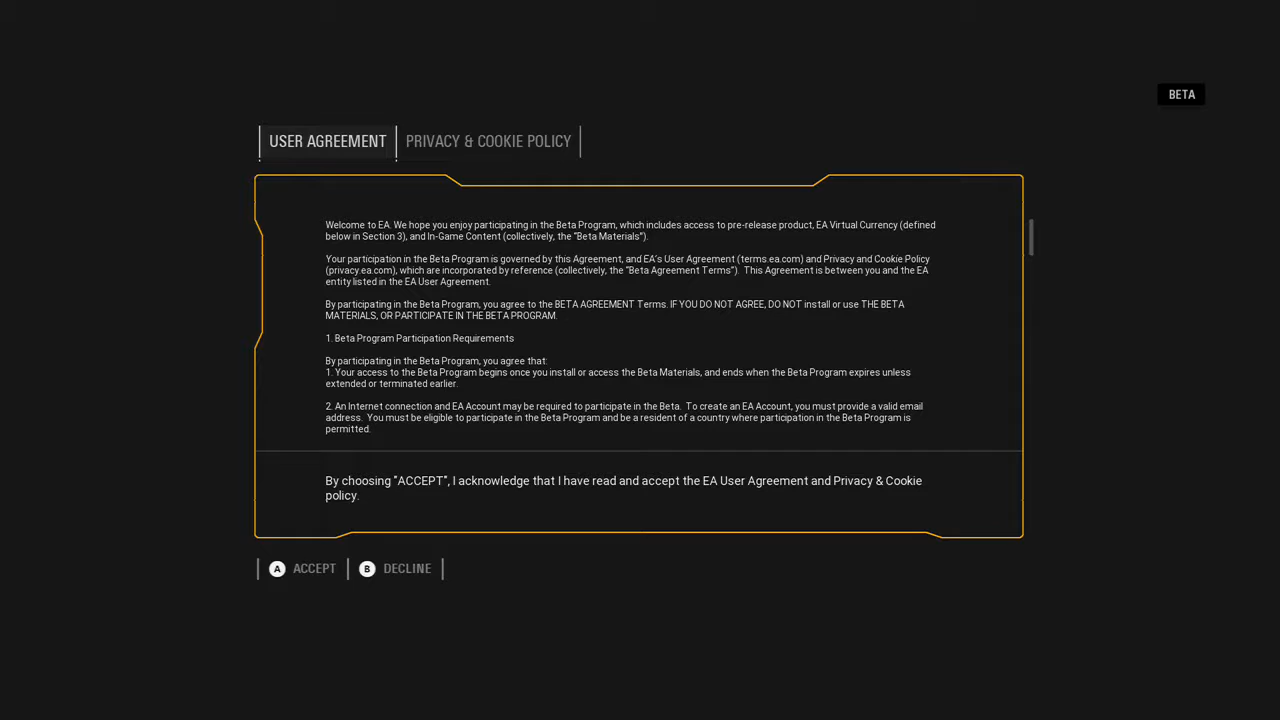 BETA
USER AGREEMENT PRIVACY & COOKIE POLICY
Welcome to EA. We hope you enjoy participating in the Beta Program, which includes access to pre-release product, EA Virtual Currency (defined
below in Section 3), and In-Game Content (collectively, the “Beta Materials”).
Your participation in the Beta Program is governed by this Agreement, and EA’s User Agreement (terms.ea.com) and Privacy and Cookie Policy
(privacy.ea.com), which are incorporated by reference (collectively, the “Beta Agreement Terms”).  This Agreement is between you and the EA
entity listed in the EA User Agreement.
By participating in the Beta Program, you agree to the BETA AGREEMENT Terms. IF YOU DO NOT AGREE, DO NOT install or use THE BETA
MATERIALS, OR PARTICIPATE IN THE BETA PROGRAM.
1. Beta Program Participation Requirements
By participating in the Beta Program, you agree that:
1. Your access to the Beta Program begins once you install or access the Beta Materials, and ends when the Beta Program expires unless
extended or terminated earlier.
2. An Internet connection and EA Account may be required to participate in the Beta.  To create an EA Account, you must provide a valid email
address.  You must be eligible to participate in the Beta Program and be a resident of a country where participation in the Beta Program is
permitted.
By choosing "ACCEPT", I acknowledge that I have read and accept the EA User Agreement and Privacy & Cookie
policy.
A ACCEPT B DECLINE